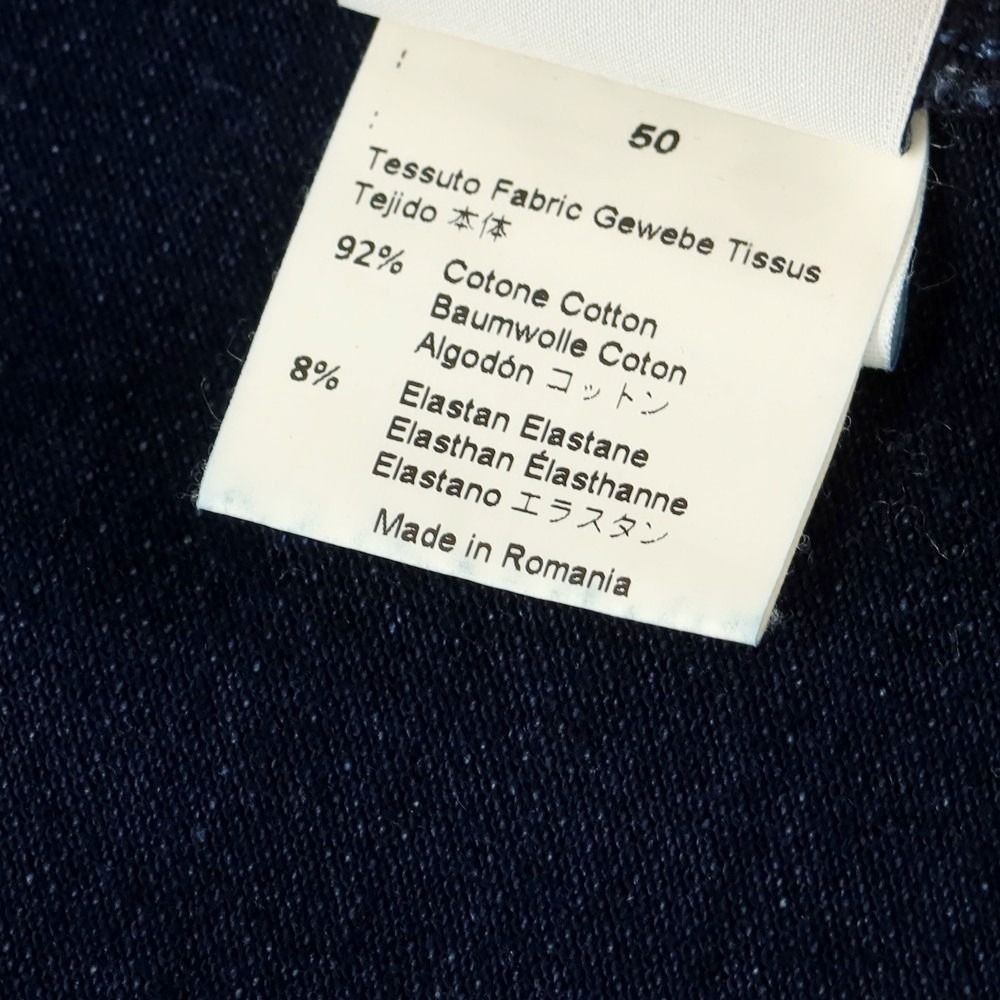 50
Tessuto Fabric Gewebe Tissus
Tejido 本体
92% Cotone Cotton
Baumwolle Coton
Algodón コットン
8% Elastan Elastane
Elasthan Élasthanne
Elastano エラスタン
Made in Romania